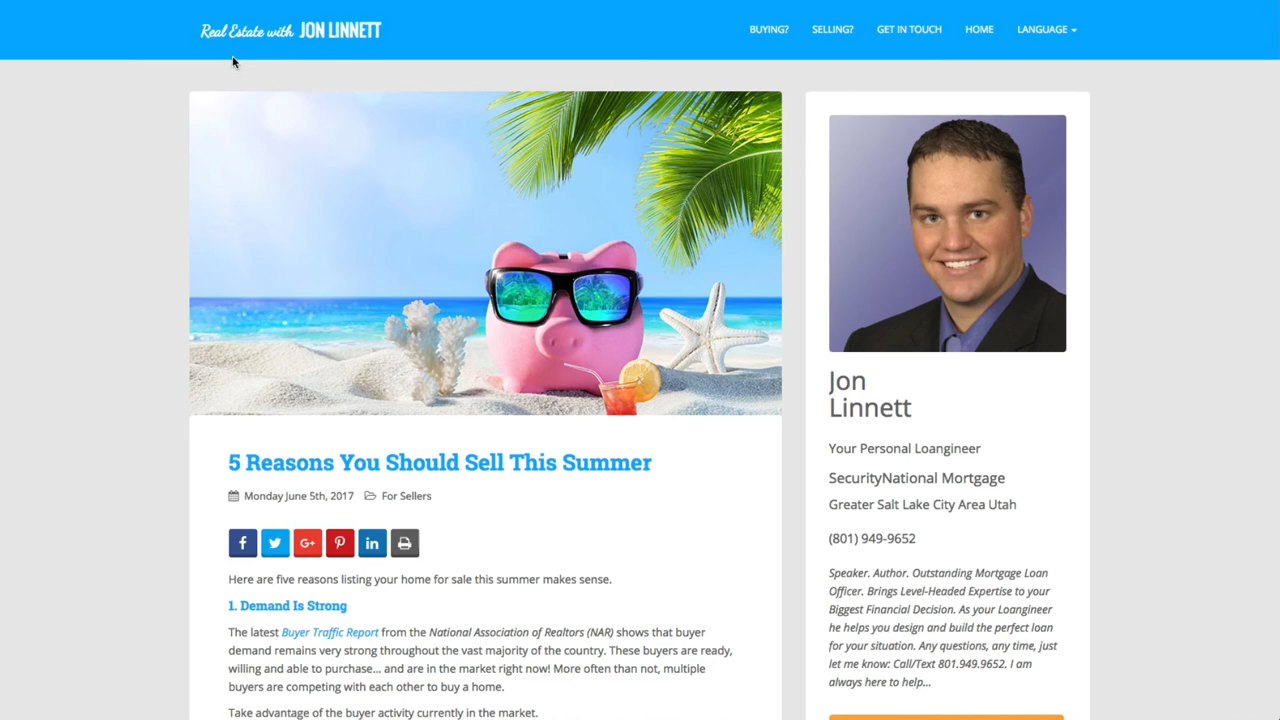 Real Estate with JON LINNETT
BUYING? SELLING? GET IN TOUCH HOME LANGUAGE
5 Reasons You Should Sell This Summer
Monday June 5th, 2017 For Sellers
Here are five reasons listing your home for sale this summer makes sense.
1. Demand Is Strong
The latest Buyer Traffic Report from the National Association of Realtors (NAR) shows that buyer
demand remains very strong throughout the vast majority of the country. These buyers are ready,
willing and able to purchase... and are in the market right now! More often than not, multiple
buyers are competing with each other to buy a home.
Take advantage of the buyer activity currently in the market.
Jon
Linnett
Your Personal Loangineer
SecurityNational Mortgage
Greater Salt Lake City Area Utah
(801) 949-9652
Speaker. Author. Outstanding Mortgage Loan
Officer. Brings Level-Headed Expertise to your
Biggest Financial Decision. As your Loangineer
he helps you design and build the perfect loan
for your situation. Any questions, any time, just
let me know: Call/Text 801.949.9652. I am
always here to help...